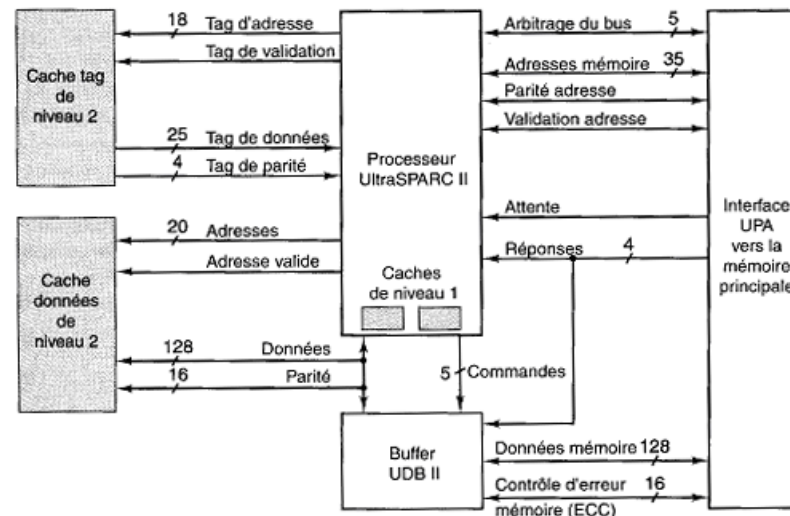 Cache tag
de
niveau 2
18 Tag d'adresse
Tag de validation
25 Tag de données
4 Tag de parité
Cache
données
de
niveau 2
20 Adresses
Adresse valide
128 Données
16 Parité
Processeur
UltraSPARC II
Caches
de niveau 1
5 Commandes
Buffer
UDB II
Arbitrage du bus 5
Adresses mémoire 35
Parité adresse
Validation adresse
Attente
Réponses 4
Données mémoire 128
Contrôle d'erreur 16
mémoire (ECC)
Interface
UPA
vers la
mémoire
principale